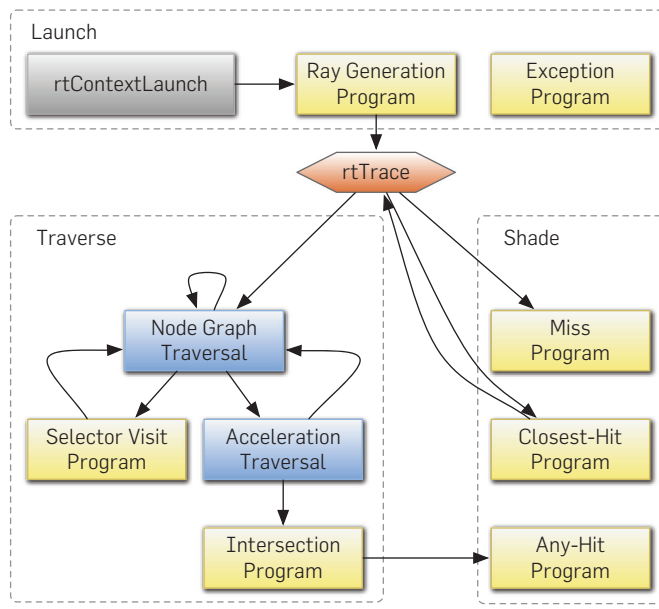 Launch
rtContextLaunch
Ray Generation
Program
Exception
Program
rtTrace
Traverse
Shade
Node Graph
Traversal
Miss
Program
Selector Visit
Program
Acceleration
Traversal
Closest-Hit
Program
Intersection
Program
Any-Hit
Program